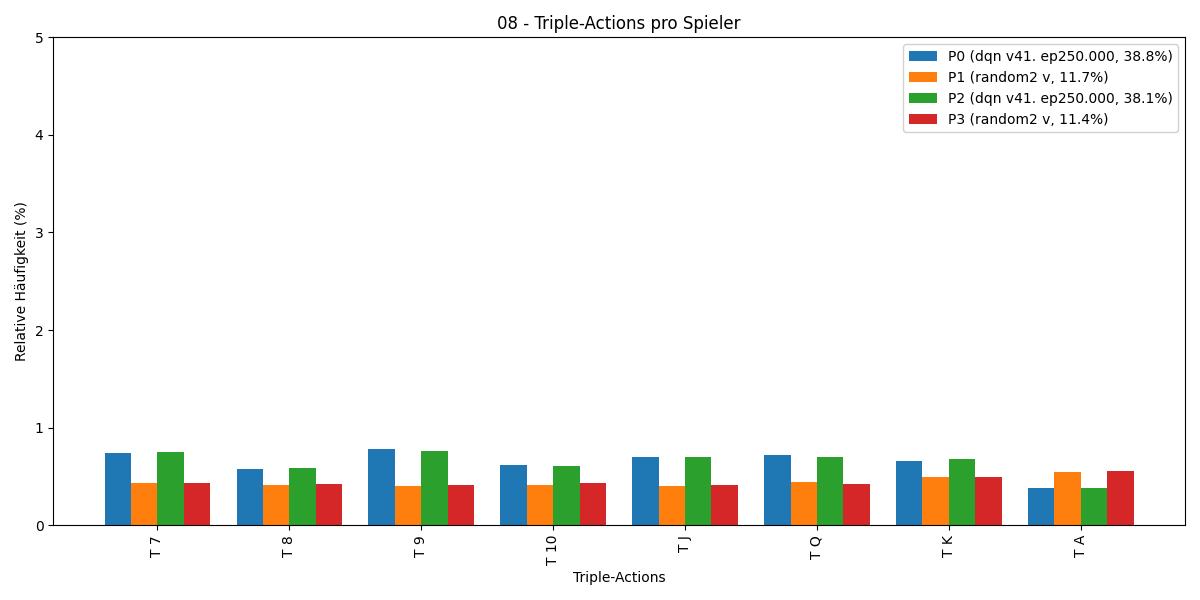 08 - Triple-Actions pro Spieler
P0 (dqn v41. ep250.000, 38.8%)
P1 (random2 v, 11.7%)
P2 (dqn v41. ep250.000, 38.1%)
P3 (random2 v, 11.4%)
Relative Häufigkeit (%)
5
4
3
2
1
0
T 7
T 8
T 9
T 10
T J
T Q
T K
T A
Triple-Actions